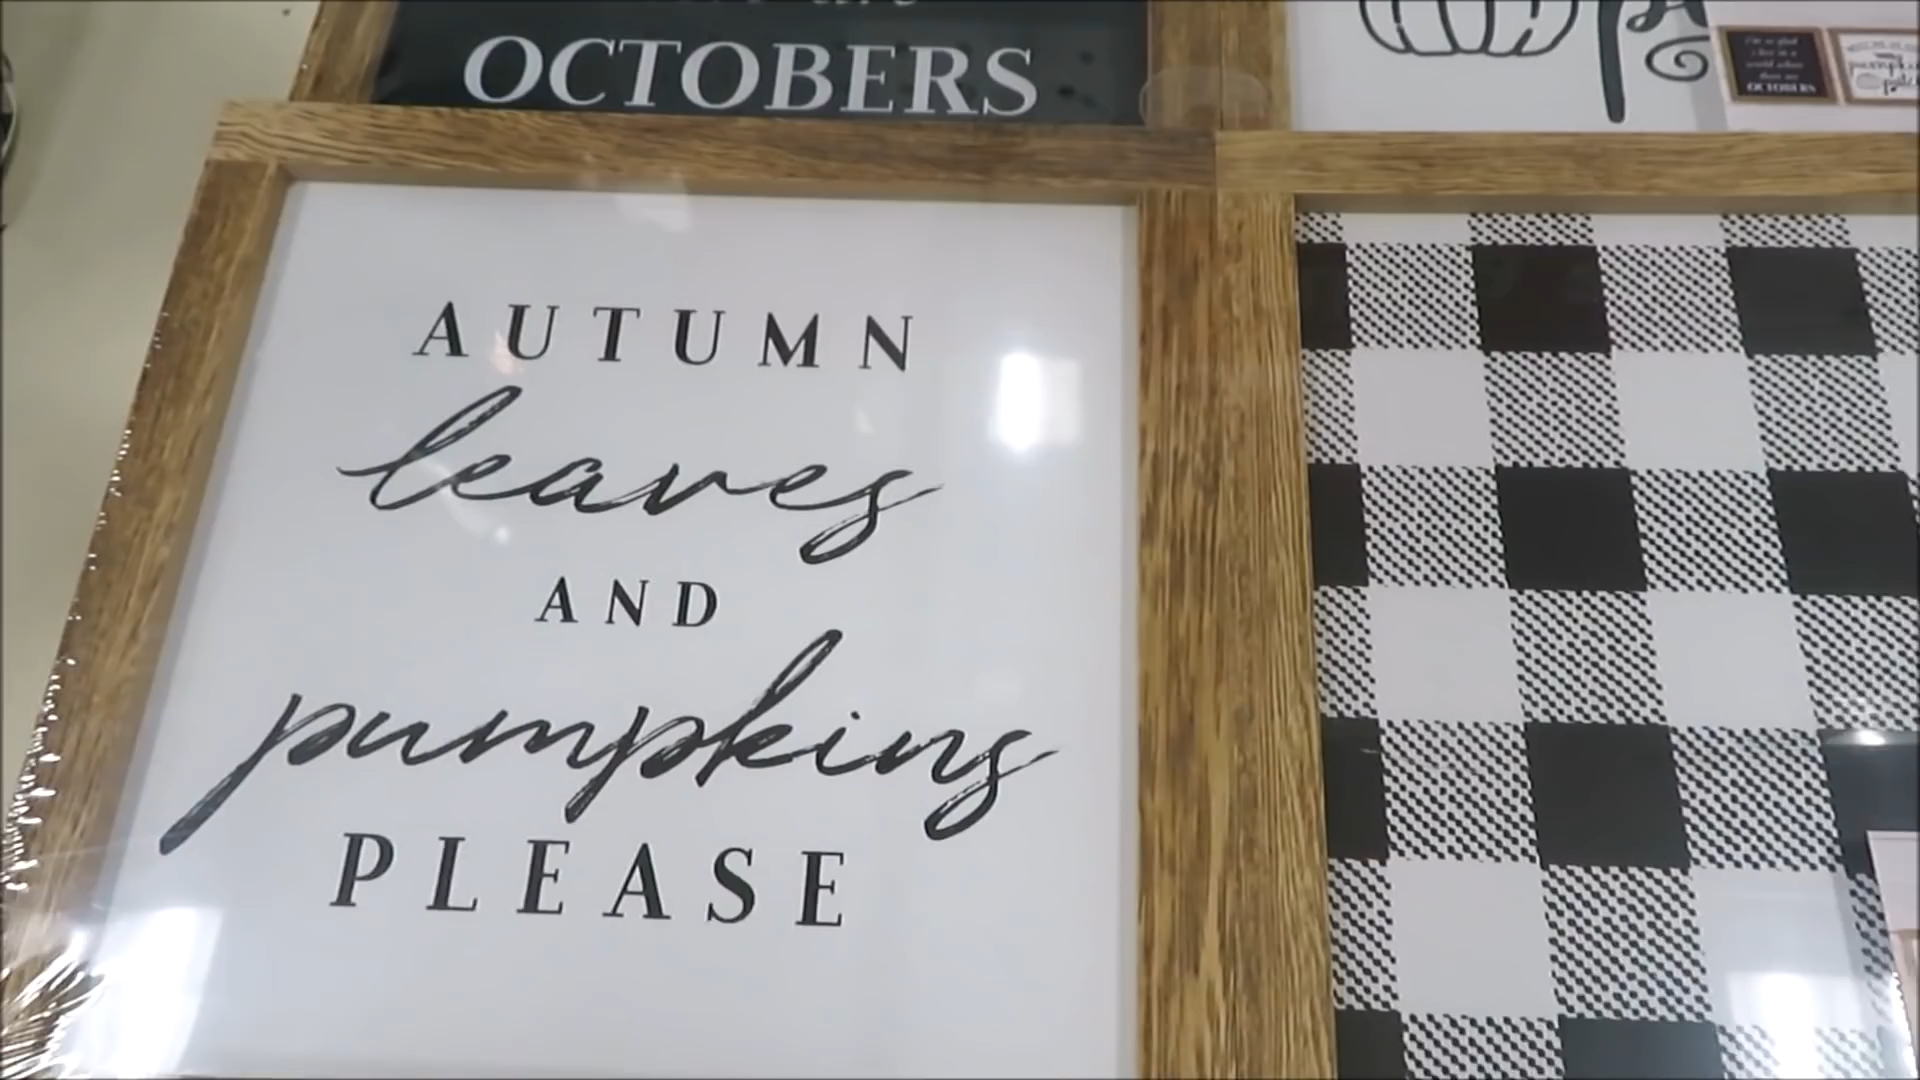 OCTOBERS
AUTUMN
leaves
AND
pumpkins
PLEASE
OCTOBERS